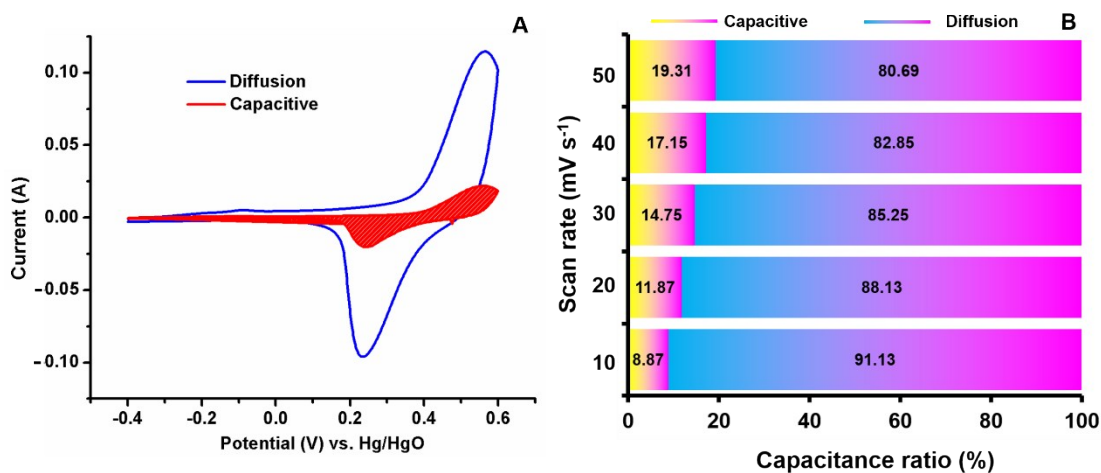 A
Diffusion
Capacitive
0.10
0.05
0.00
−0.05
−0.10
Current (A)
-0.4
-0.2
0.0
0.2
0.4
0.6
Potential (V) vs. Hg/HgO
Capacitive Diffusion B
50 19.31 80.69
40 17.15 82.85
30 14.75 85.25
20 11.87 88.13
10 8.87 91.13
Scan rate (mV s⁻¹)
0 20 40 60 80 100
Capacitance ratio (%)